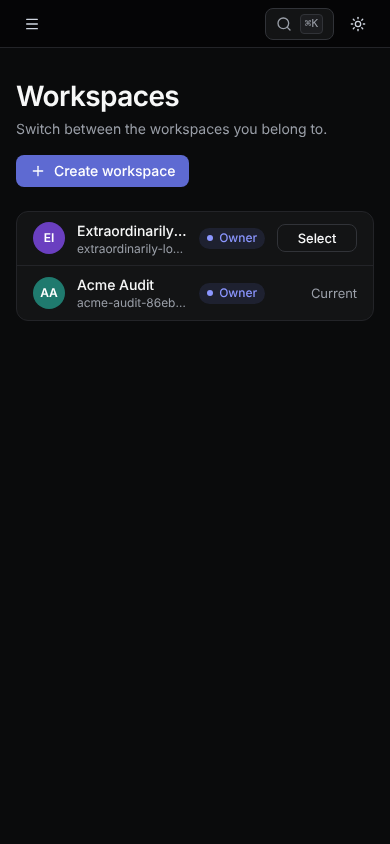 ⌘K
Workspaces
Switch between the workspaces you belong to.
+ Create workspace
EI
Extraordinarily...
extraordinarily-lo...
Owner
Select
AA
Acme Audit
acme-audit-86eb...
Owner
Current